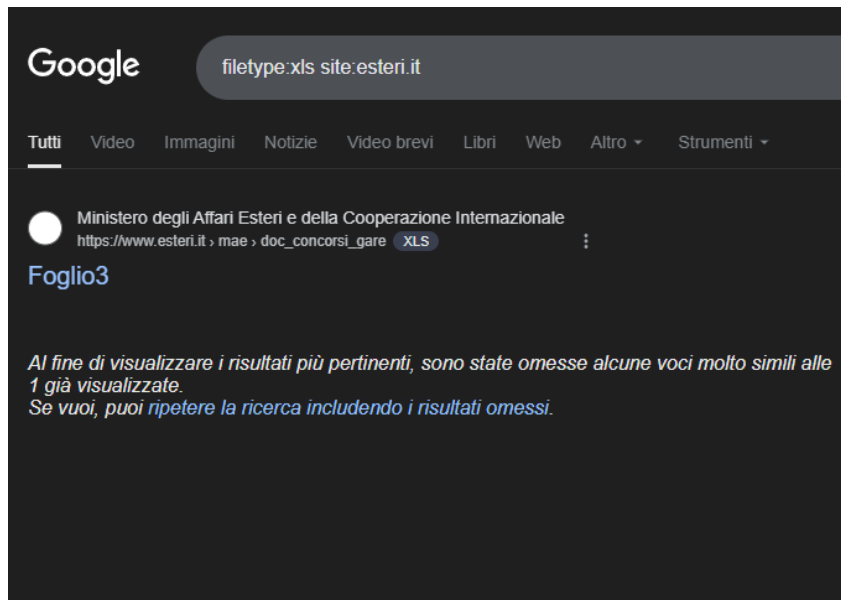 Google
filetype:xls site:esteri.it
Tutti Video Immagini Notizie Video brevi Libri Web Altro Strumenti
Ministero degli Affari Esteri e della Cooperazione Internazionale
https://www.esteri.it › mae › doc_concorsi_gare XLS
Foglio3
Al fine di visualizzare i risultati più pertinenti, sono state omesse alcune voci molto simili alle
1 già visualizzate.
Se vuoi, puoi ripetere la ricerca includendo i risultati omessi.